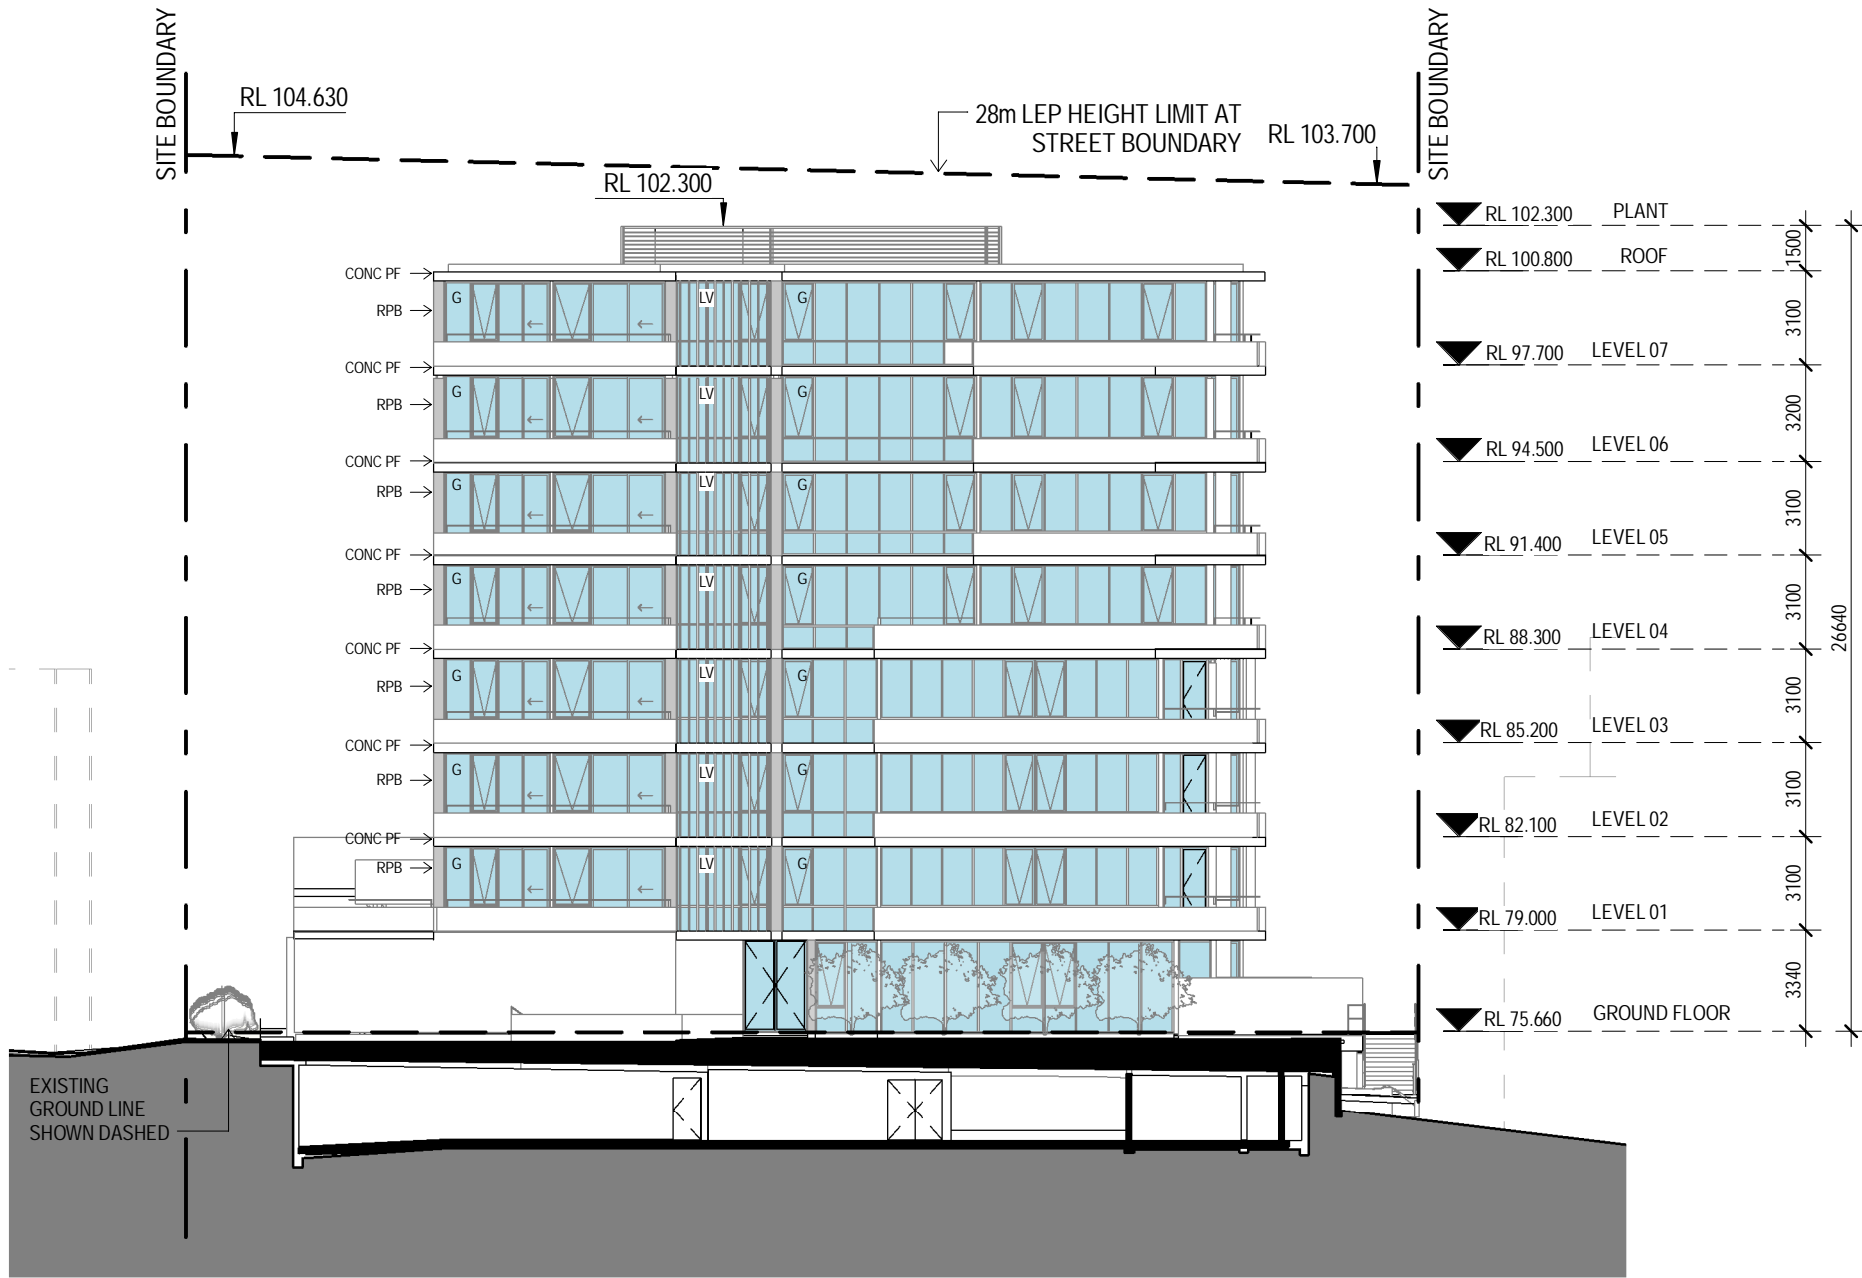 SITE BOUNDARY
RL 104.630
28m LEP HEIGHT LIMIT AT
STREET BOUNDARY
RL 103.700
SITE BOUNDARY
RL 102.300
RL 102.300 PLANT
1500
RL 100.800 ROOF
CONC PF
G LV G
RPB
3100
RL 97.700 LEVEL 07
CONC PF
G LV G
RPB
3200
RL 94.500 LEVEL 06
CONC PF
G LV G
RPB
3100
RL 91.400 LEVEL 05
CONC PF
G LV G
RPB
3100
26640
RL 88.300 LEVEL 04
CONC PF
G LV G
RPB
3100
RL 85.200 LEVEL 03
CONC PF
G LV G
RPB
3100
RL 82.100 LEVEL 02
CONC PF
G LV G
RPB
3100
RL 79.000 LEVEL 01
3340
RL 75.660 GROUND FLOOR
EXISTING
GROUND LINE
SHOWN DASHED